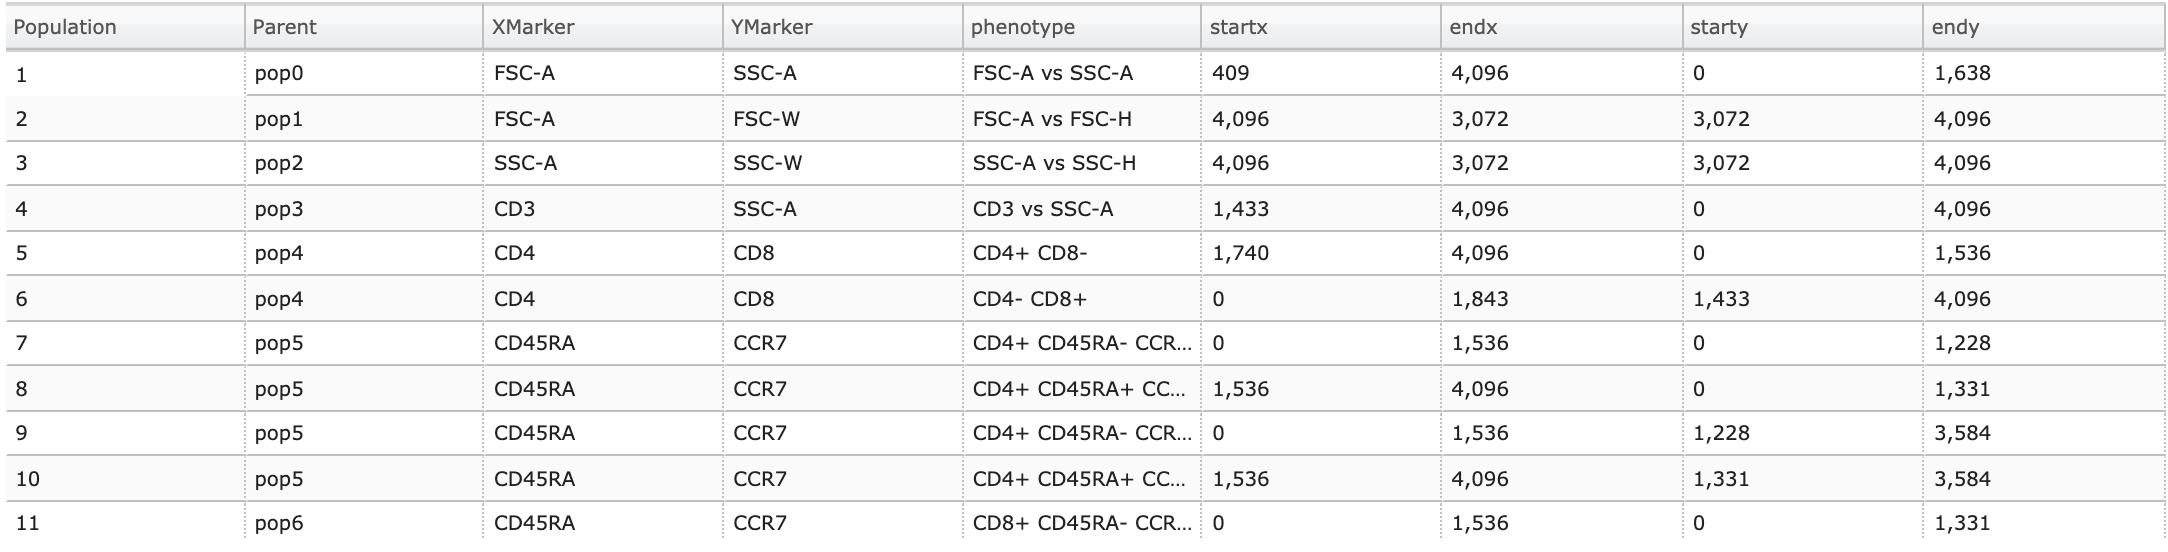 Population Parent XMarker YMarker phenotype startx endx starty endy
1 pop0 FSC-A SSC-A FSC-A vs SSC-A 409 4,096 0 1,638
2 pop1 FSC-A FSC-W FSC-A vs FSC-H 4,096 3,072 3,072 4,096
3 pop2 SSC-A SSC-W SSC-A vs SSC-H 4,096 3,072 3,072 4,096
4 pop3 CD3 SSC-A CD3 vs SSC-A 1,433 4,096 0 4,096
5 pop4 CD4 CD8 CD4+ CD8- 1,740 4,096 0 1,536
6 pop4 CD4 CD8 CD4- CD8+ 0 1,843 1,433 4,096
7 pop5 CD45RA CCR7 CD4+ CD45RA- CCR... 0 1,536 0 1,228
8 pop5 CD45RA CCR7 CD4+ CD45RA+ CC... 1,536 4,096 0 1,331
9 pop5 CD45RA CCR7 CD4+ CD45RA- CCR... 0 1,536 1,228 3,584
10 pop5 CD45RA CCR7 CD4+ CD45RA+ CC... 1,536 4,096 1,331 3,584
11 pop6 CD45RA CCR7 CD8+ CD45RA- CCR... 0 1,536 0 1,331